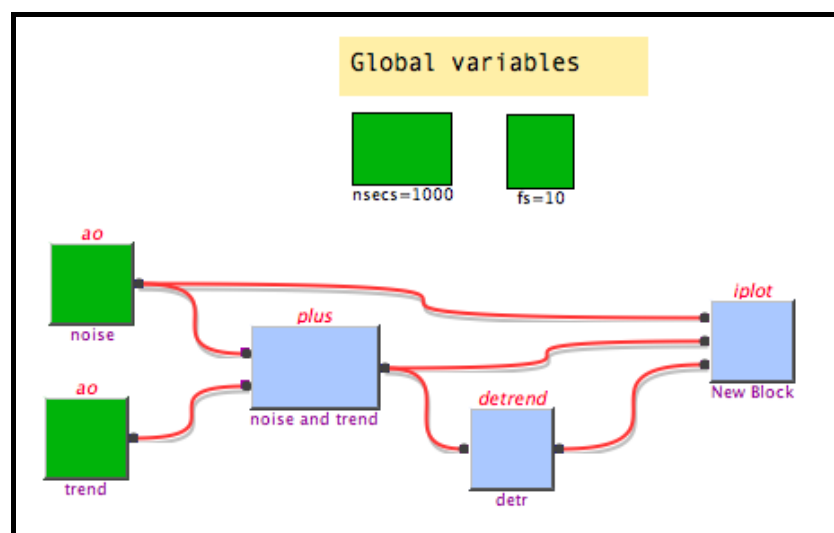 Global variables
nsecs=1000
fs=10
ao
noise
iplot
New Block
plus
noise and trend
ao
trend
detrend
detr